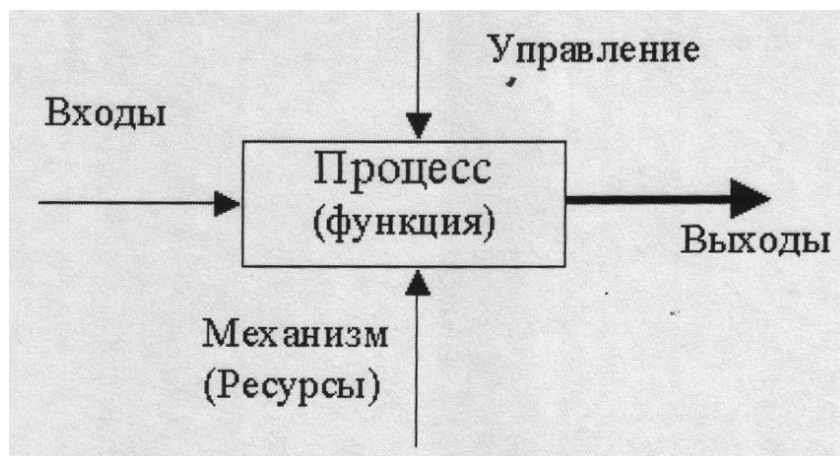 Управление
Входы
Процесс
(функция)
Выходы
Механизм
(Ресурсы)